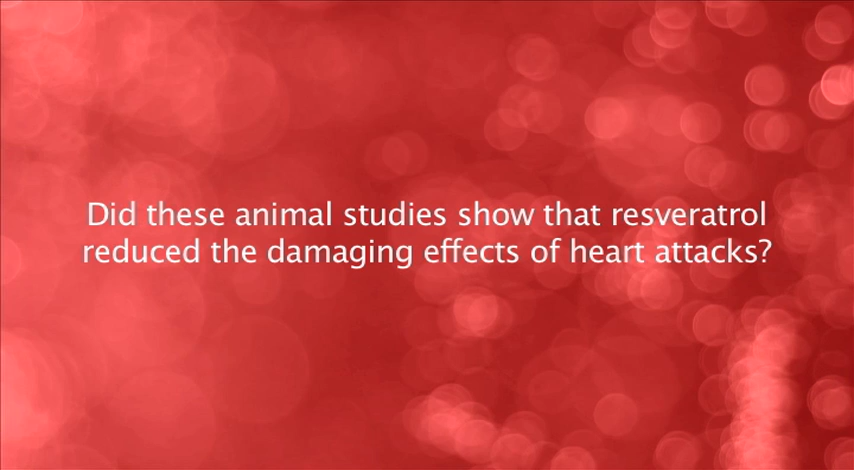 Did these animal studies show that resveratrol
reduced the damaging effects of heart attacks?